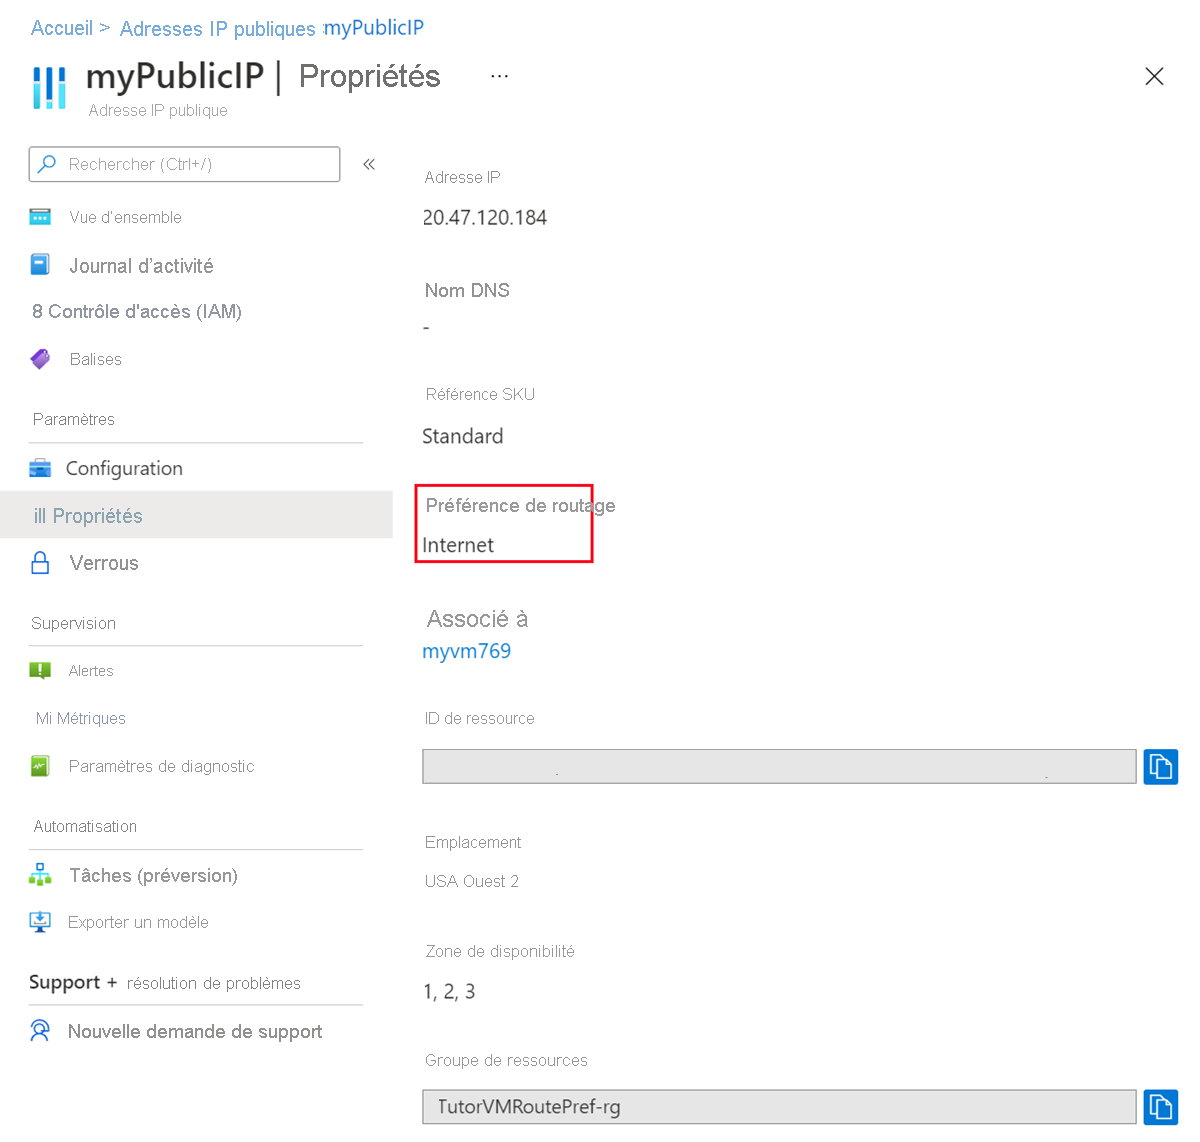 Accueil > Adresses IP publiques : myPublicIP
myPublicIP | Propriétés ...
Adresse IP publique
Rechercher (Ctrl+/)
«
Vue d'ensemble
Journal d'activité
8 Contrôle d'accès (IAM)
Balises
Paramètres
Configuration
ill Propriétés
Verrous
Supervision
Alertes
Mi Métriques
Paramètres de diagnostic
Automatisation
Tâches (préversion)
Exporter un modèle
Support + résolution de problèmes
Nouvelle demande de support
Adresse IP
20.47.120.184
Nom DNS
-
Référence SKU
Standard
Préférence de routage
Internet
Associé à
myvm769
ID de ressource
Emplacement
USA Ouest 2
Zone de disponibilité
1, 2, 3
Groupe de ressources
TutorVMRoutePref-rg